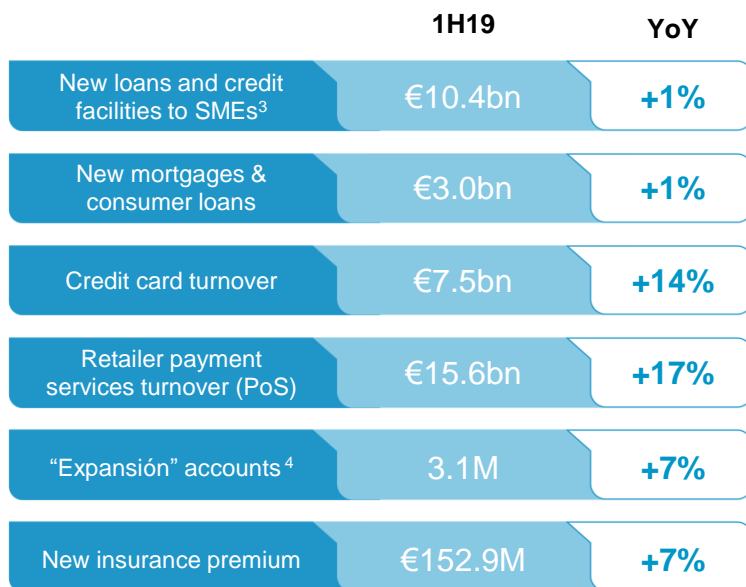 1H19 YoY
New loans and credit
facilities to SMEs³ €10.4bn +1%
New mortgages &
consumer loans €3.0bn +1%
Credit card turnover €7.5bn +14%
Retailer payment
services turnover (PoS) €15.6bn +17%
“Expansión” accounts ⁴ 3.1M +7%
New insurance premium €152.9M +7%